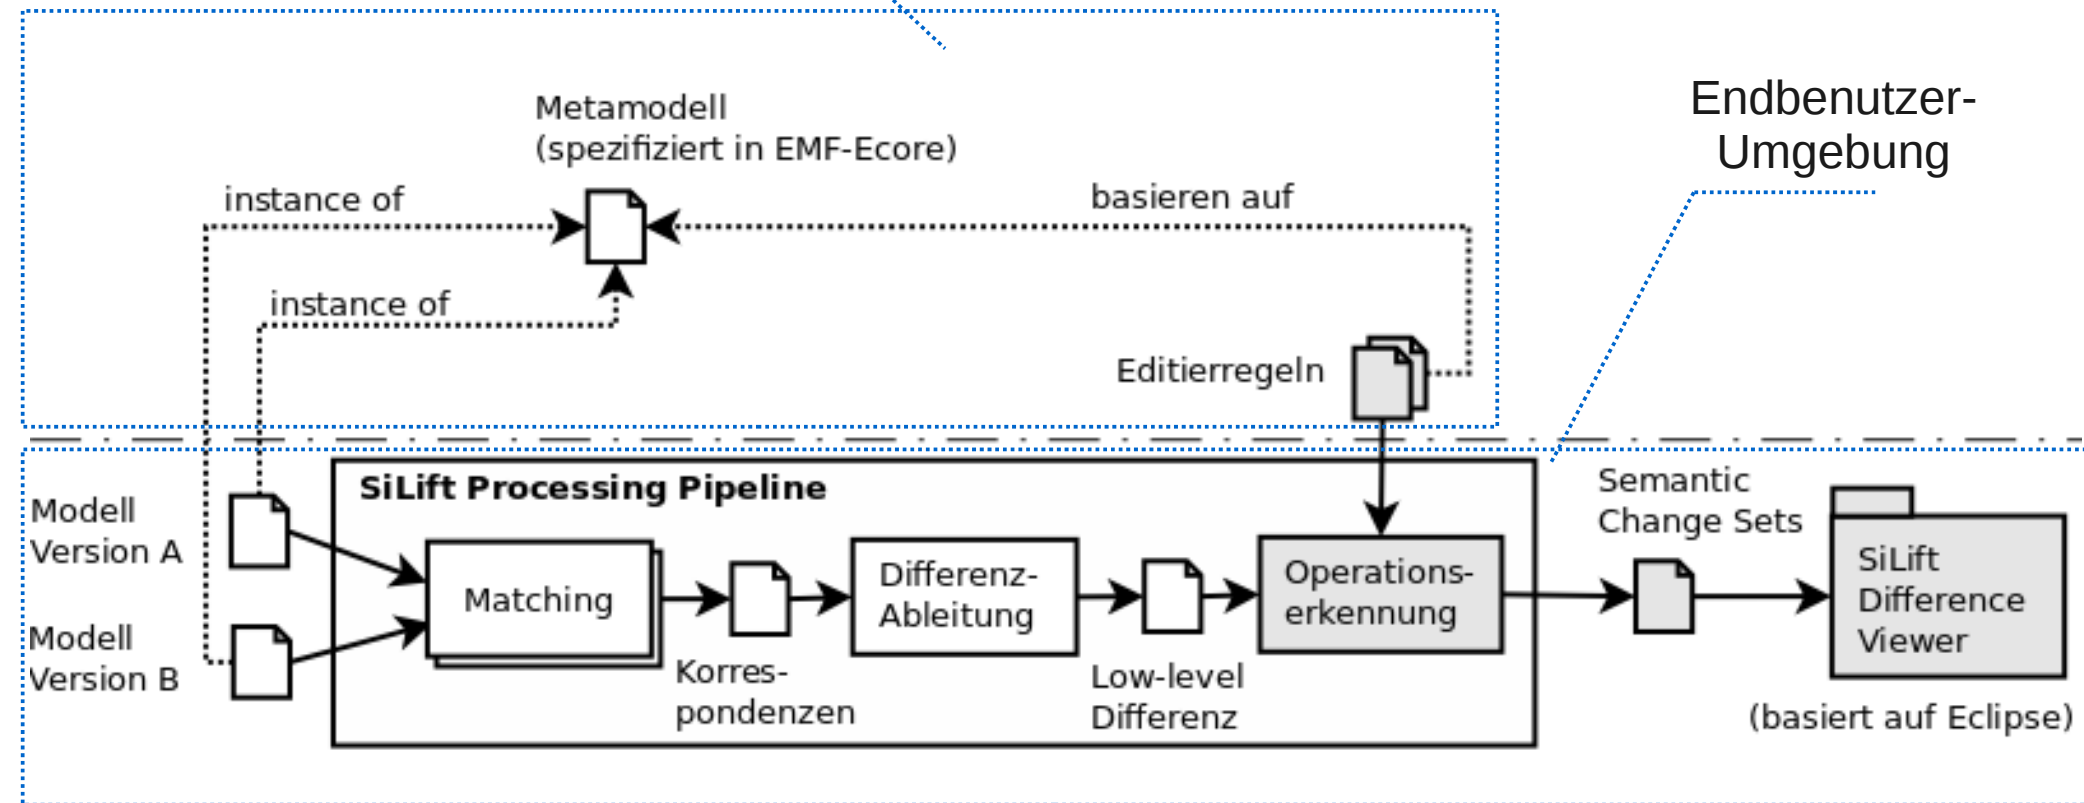 Endbenutzer-
Umgebung
Metamodell
(spezifiziert in EMF-Ecore)
instance of
basieren auf
instance of
Editierregeln
SiLift Processing Pipeline
Modell
Version A
Modell
Version B
Matching
Korres-
pondenzen
Differenz-
Ableitung
Low-level
Differenz
Operations-
erkennung
Semantic
Change Sets
SiLift
Difference
Viewer
(basiert auf Eclipse)